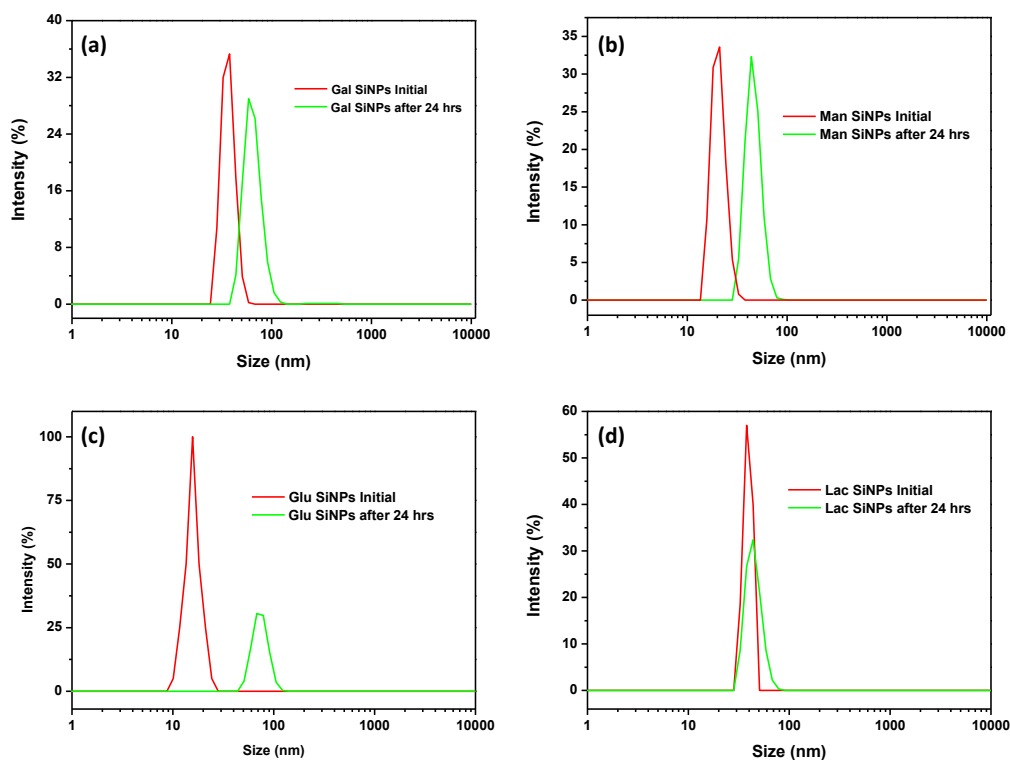 (a)
Gal SiNPs Initial
Gal SiNPs after 24 hrs
Intensity (%)
40
32
24
16
8
0
1
10
100
1000
10000
Size (nm)
(b)
Man SiNPs Initial
Man SiNPs after 24 hrs
Intensity (%)
35
30
25
20
15
10
5
0
1
10
100
1000
10000
Size (nm)
(c)
Glu SiNPs Initial
Glu SiNPs after 24 hrs
Intensity (%)
100
75
50
25
0
1
10
100
1000
10000
Size (nm)
(d)
Lac SiNPs Initial
Lac SiNPs after 24 hrs
Intensity (%)
60
50
40
30
20
10
0
1
10
100
1000
10000
Size (nm)